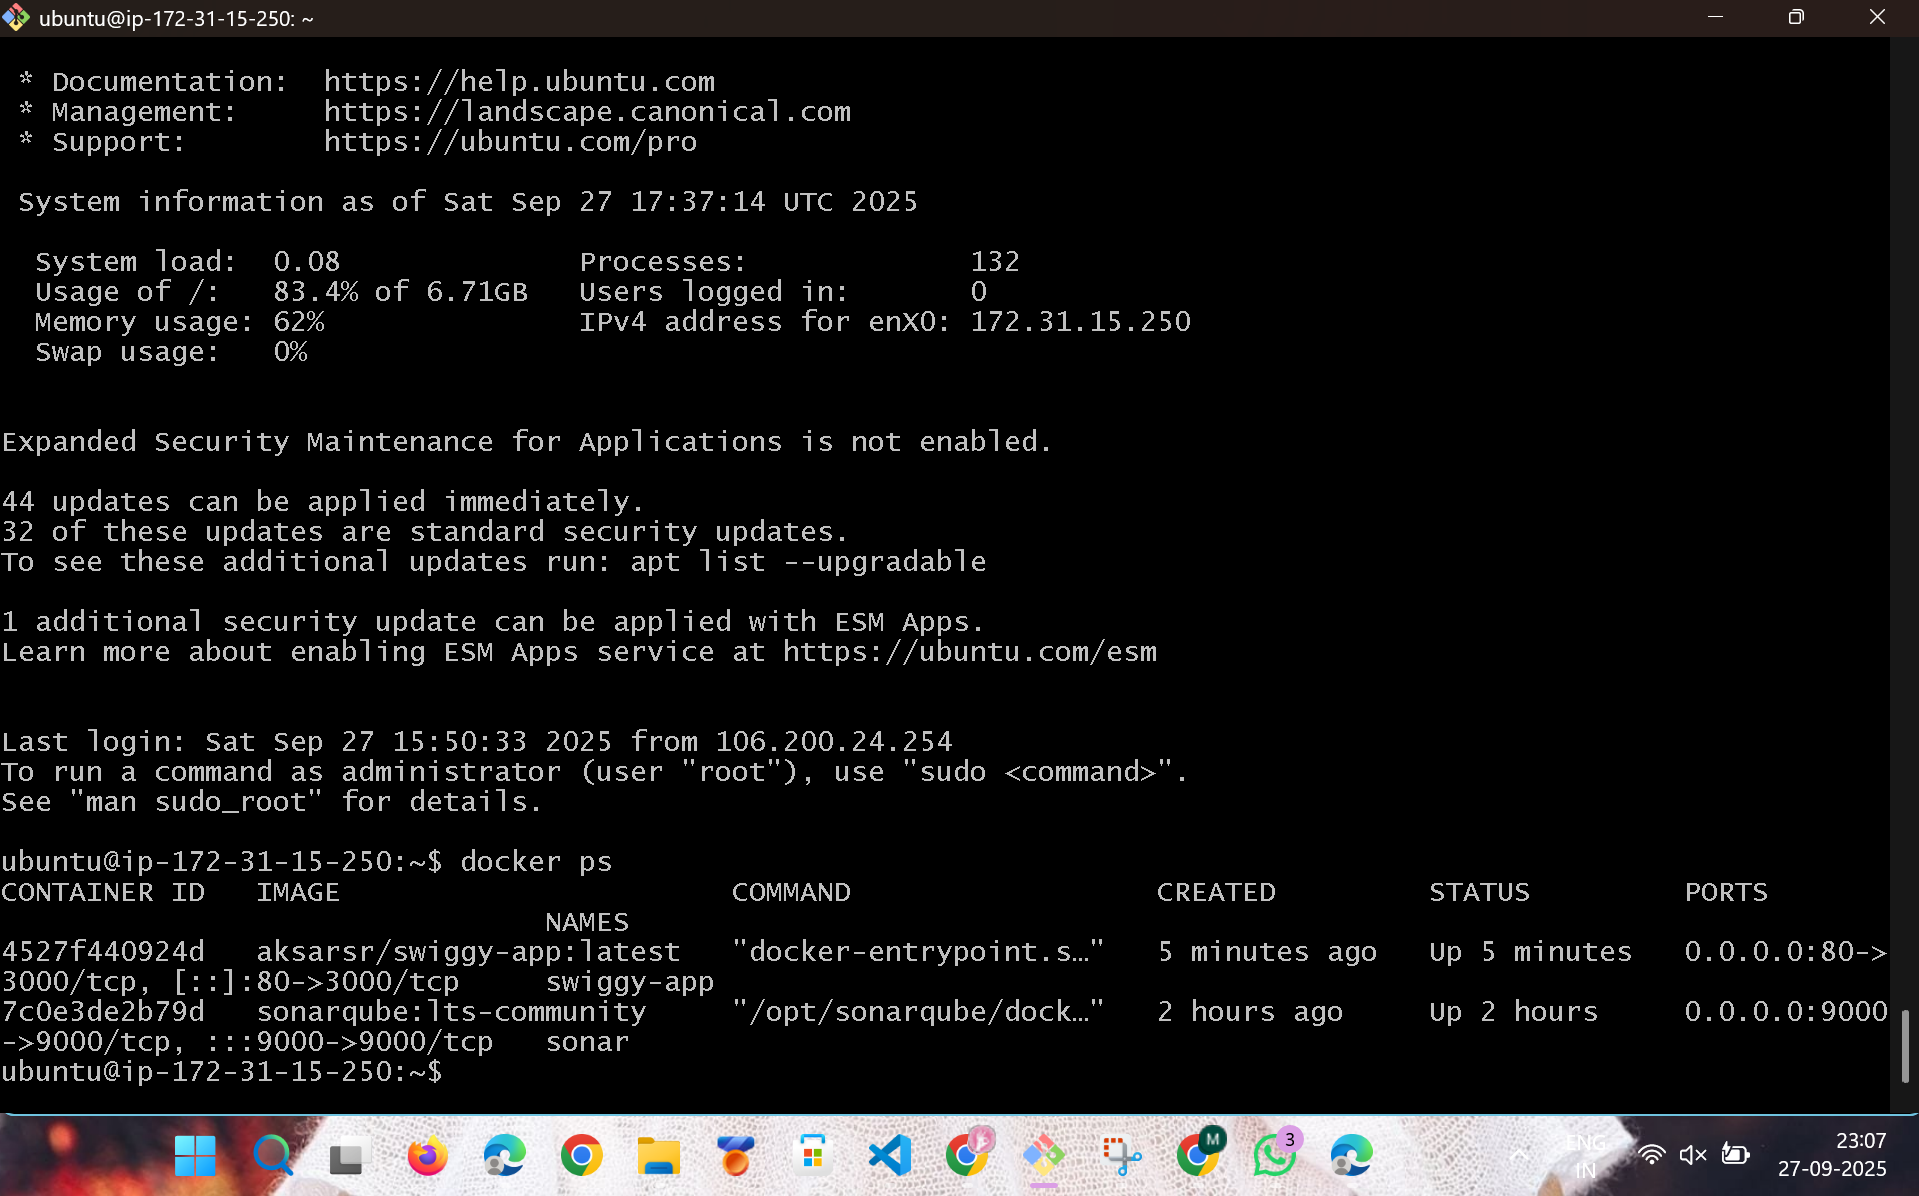 ubuntu@ip-172-31-15-250: ~
* Documentation:  https://help.ubuntu.com
* Management:     https://landscape.canonical.com
* Support:        https://ubuntu.com/pro
System information as of Sat Sep 27 17:37:14 UTC 2025
System load:  0.08              Processes:             132
Usage of /:   83.4% of 6.71GB   Users logged in:       0
Memory usage: 62%               IPv4 address for enX0: 172.31.15.250
Swap usage:   0%
Expanded Security Maintenance for Applications is not enabled.
44 updates can be applied immediately.
32 of these updates are standard security updates.
To see these additional updates run: apt list --upgradable
1 additional security update can be applied with ESM Apps.
Learn more about enabling ESM Apps service at https://ubuntu.com/esm
Last login: Sat Sep 27 15:50:33 2025 from 106.200.24.254
To run a command as administrator (user "root"), use "sudo <command>".
See "man sudo_root" for details.
ubuntu@ip-172-31-15-250:~$ docker ps
CONTAINER ID   IMAGE                       COMMAND                  CREATED         STATUS         PORTS
NAMES
4527f440924d   aksarsr/swiggy-app:latest   "docker-entrypoint.s…"   5 minutes ago   Up 5 minutes   0.0.0.0:80->
3000/tcp, [::]:80->3000/tcp     swiggy-app
7c0e3de2b79d   sonarqube:lts-community     "/opt/sonarqube/dock…"   2 hours ago     Up 2 hours     0.0.0.0:9000
->9000/tcp, :::9000->9000/tcp   sonar
ubuntu@ip-172-31-15-250:~$
M
3
ENG
IN
23:07
27-09-2025